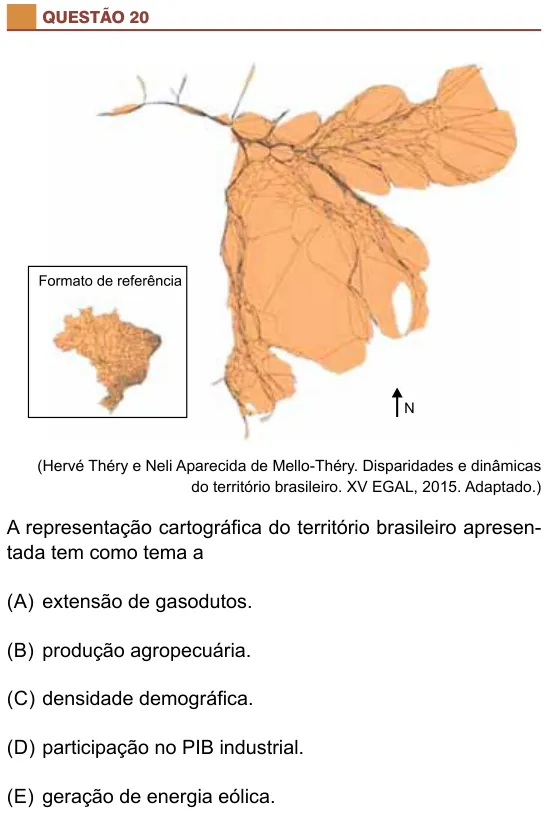 QUESTÃO 20
Formato de referência
N
(Hervé Théry e Neli Aparecida de Mello-Théry. Disparidades e dinâmicas
do território brasileiro. XV EGAL, 2015. Adaptado.)
A representação cartográfica do território brasileiro apresen-
tada tem como tema a
(A) extensão de gasodutos.
(B) produção agropecuária.
(C) densidade demográfica.
(D) participação no PIB industrial.
(E) geração de energia eólica.